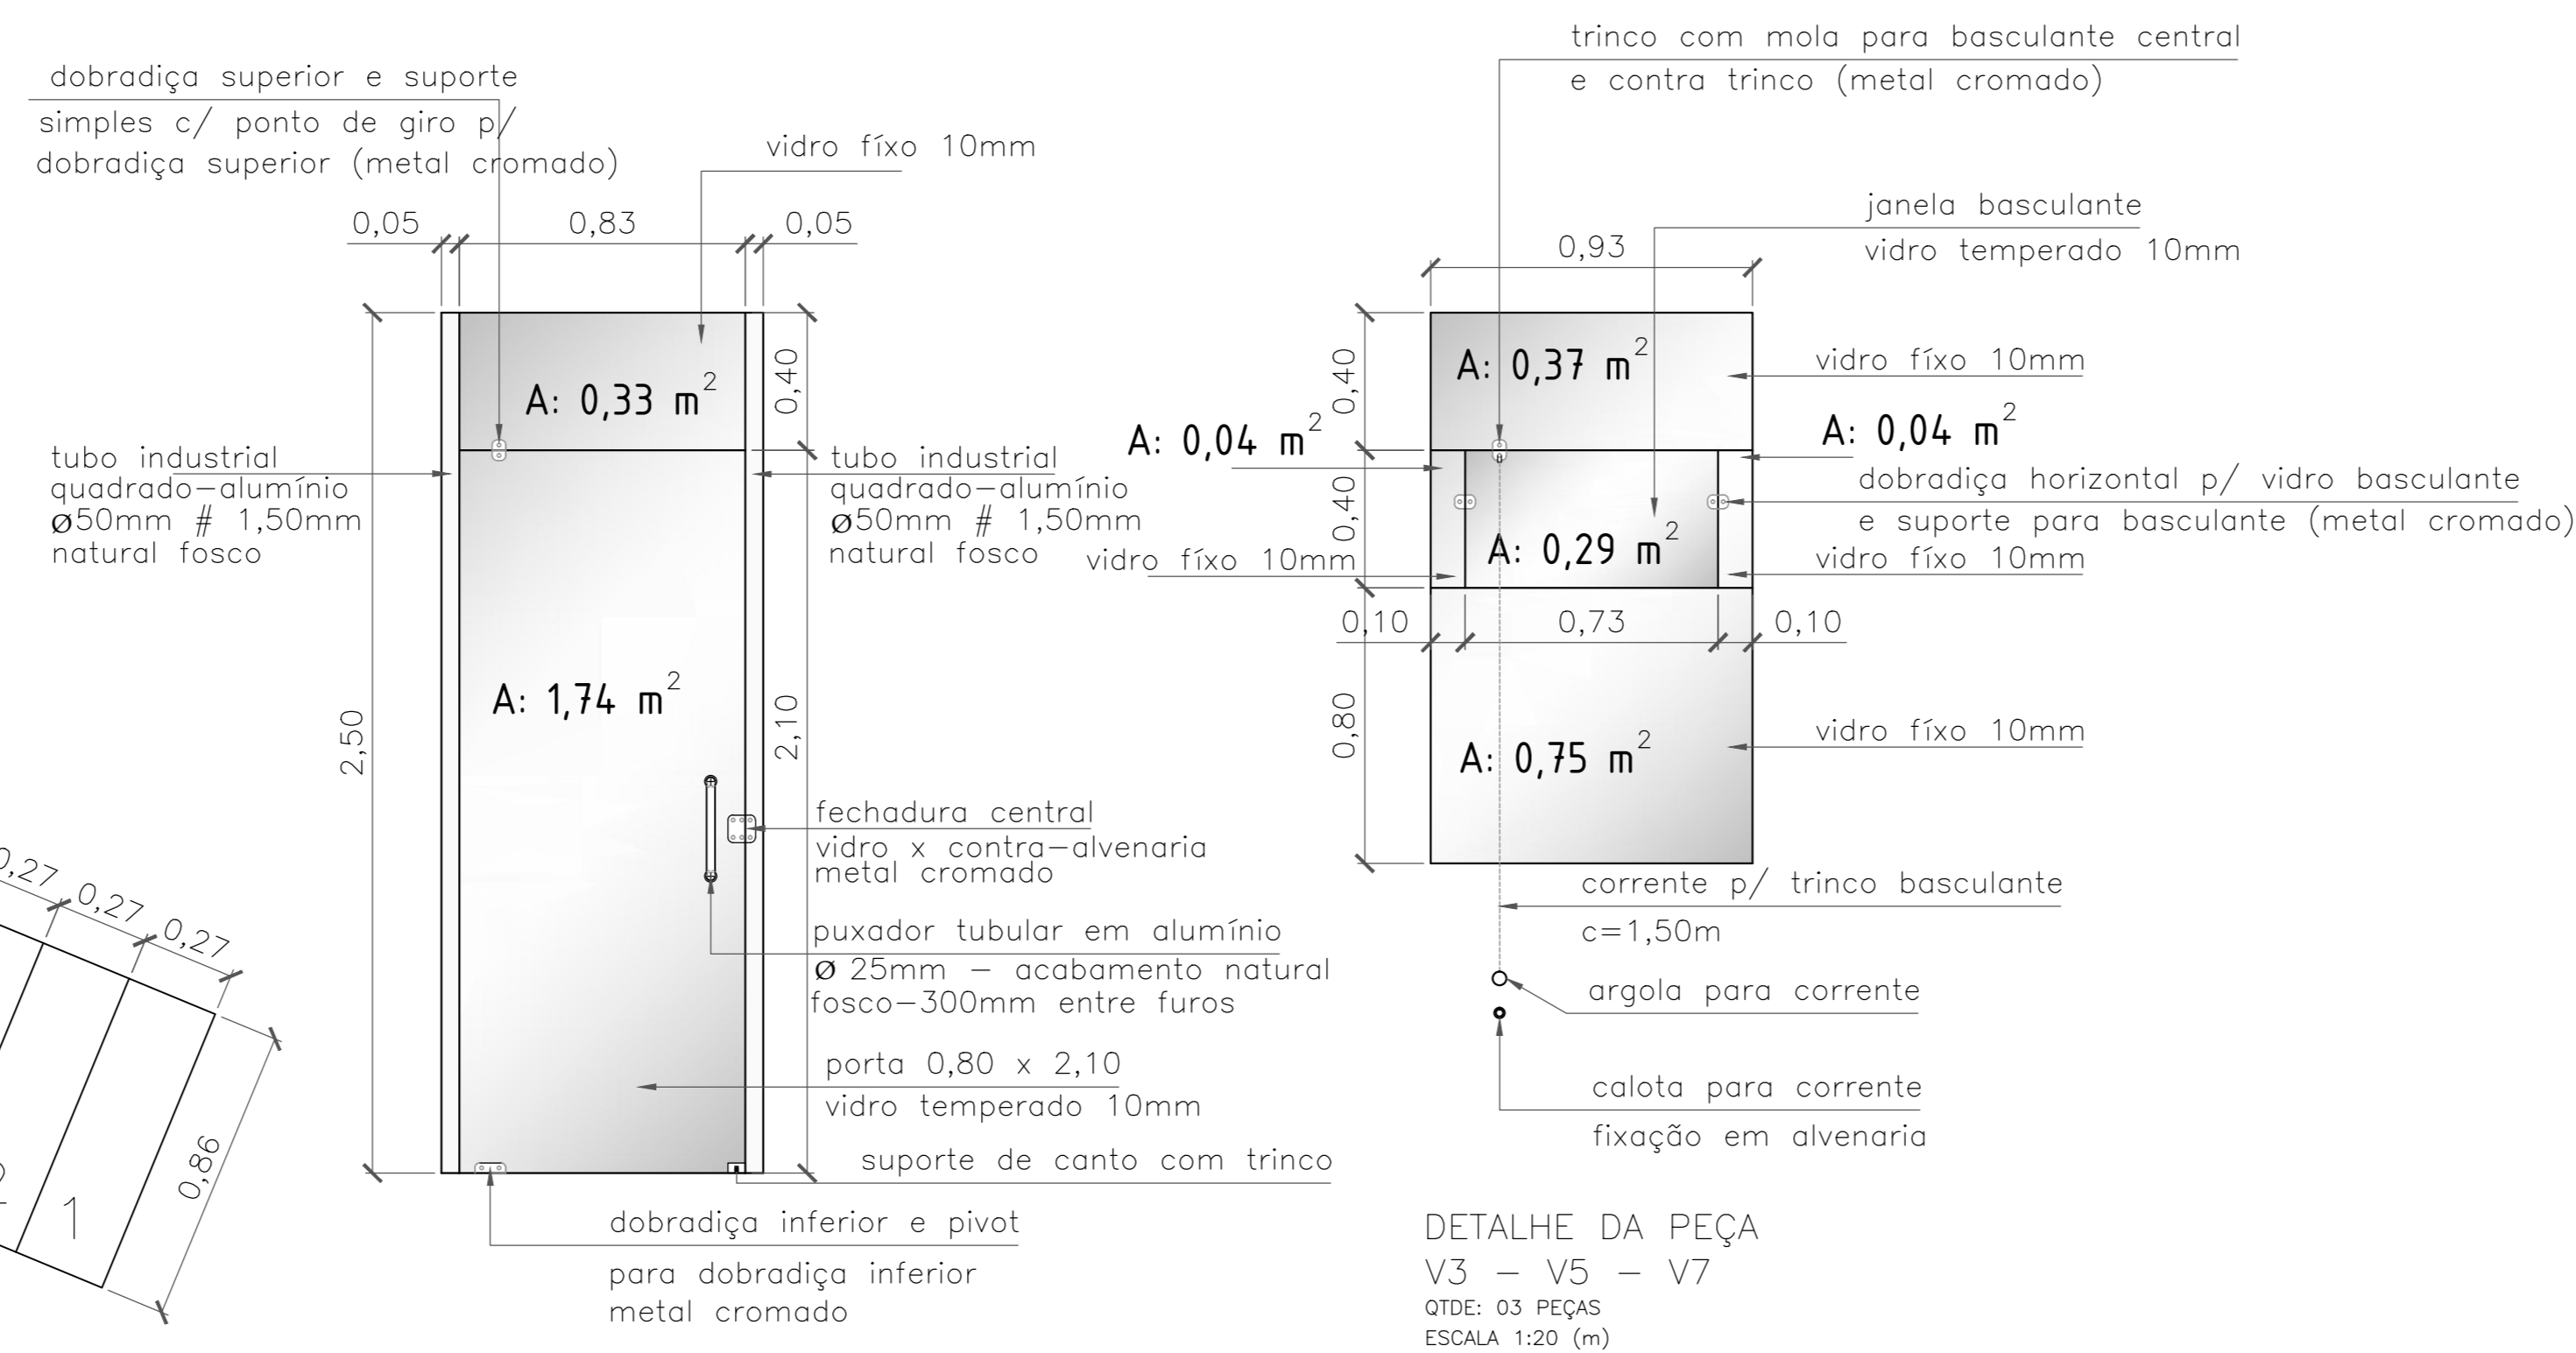 dobradiça superior e suporte
simples c/ ponto de giro p/
dobradiça superior (metal cromado)
vidro fíxo 10mm
0,05
0,83
0,05
2,50
0,40
2,10
A: 0,33 m²
A: 1,74 m²
tubo industrial
quadrado-alumínio
ø50mm # 1,50mm
natural fosco
tubo industrial
quadrado-alumínio
ø50mm # 1,50mm
natural fosco
fechadura central
vidro x contra-alvenaria
metal cromado
puxador tubular em alumínio
Ø 25mm - acabamento natural
fosco-300mm entre furos
porta 0,80 x 2,10
vidro temperado 10mm
suporte de canto com trinco
dobradiça inferior e pivot
para dobradiça inferior
metal cromado
0,27
0,27
0,27
0,86
2
1
trinco com mola para basculante central
e contra trinco (metal cromado)
janela basculante
vidro temperado 10mm
0,93
0,40
0,40
0,80
A: 0,37 m²
vidro fíxo 10mm
A: 0,04 m²
A: 0,04 m²
dobradiça horizontal p/ vidro basculante
e suporte para basculante (metal cromado)
A: 0,29 m²
vidro fíxo 10mm
vidro fíxo 10mm
0,10
0,73
0,10
A: 0,75 m²
vidro fíxo 10mm
corrente p/ trinco basculante
c=1,50m
argola para corrente
calota para corrente
fixação em alvenaria
DETALHE DA PEÇA
V3 - V5 - V7
QTDE: 03 PEÇAS
ESCALA 1:20 (m)